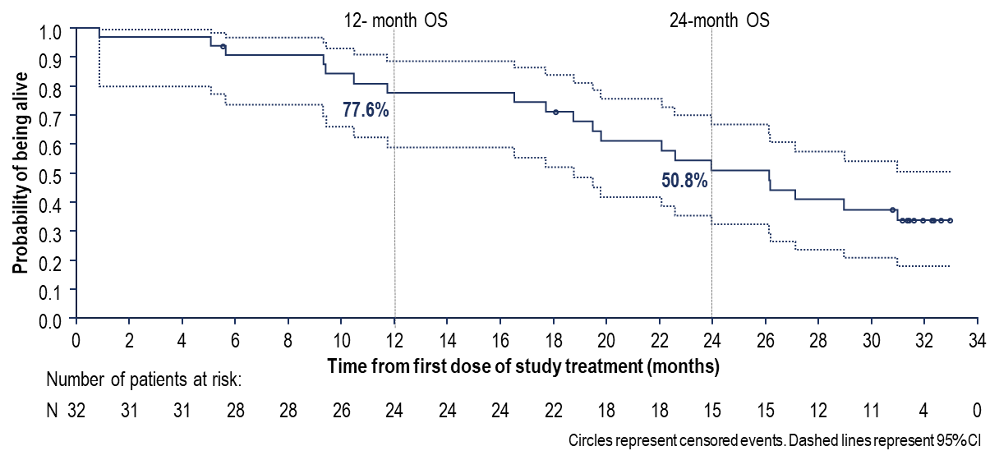 12- month OS 24-month OS
1.0
0.9
0.8
0.7
0.6
0.5
0.4
0.3
0.2
0.1
0.0
Probability of being alive
77.6%
50.8%
0 2 4 6 8 10 12 14 16 18 20 22 24 26 28 30 32 34
Time from first dose of study treatment (months)
Number of patients at risk:
N 32 31 31 28 28 26 24 24 24 22 18 18 15 15 12 11 4 0
Circles represent censored events. Dashed lines represent 95%CI